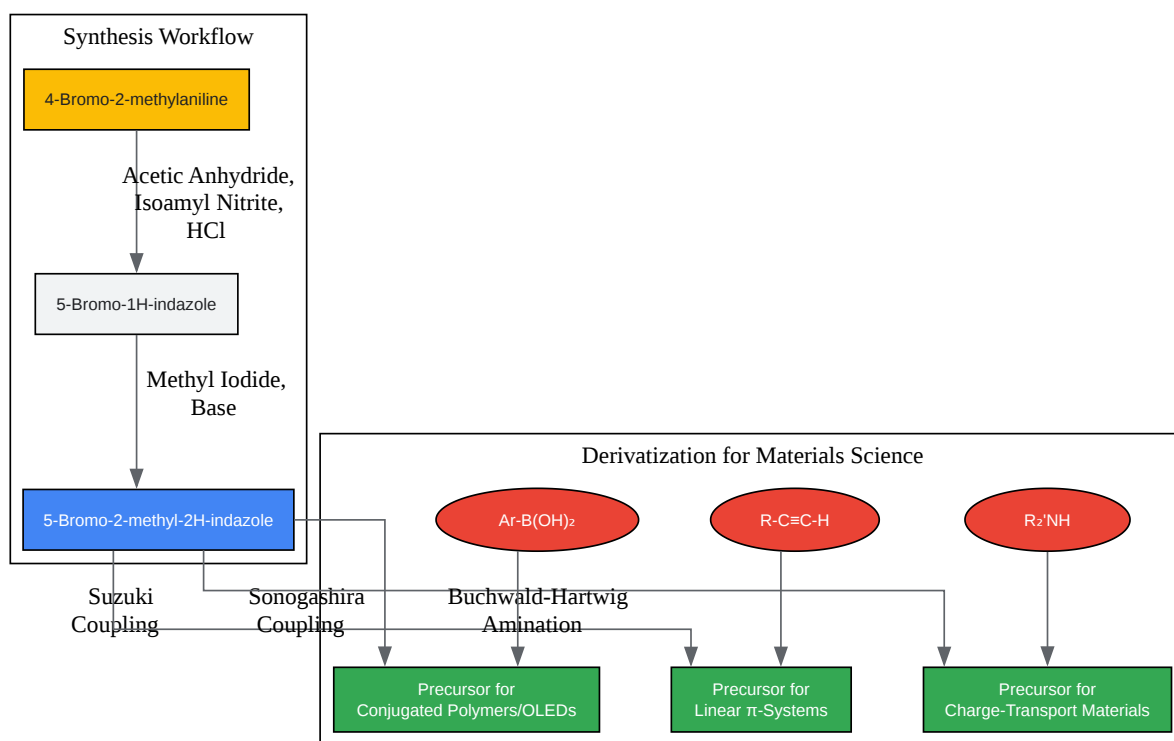 Synthesis Workflow
4-Bromo-2-methylaniline
Acetic Anhydride,
Isoamyl Nitrite,
HCl
5-Bromo-1H-indazole
Methyl Iodide,
Base
5-Bromo-2-methyl-2H-indazole
Derivatization for Materials Science
Ar-B(OH)₂
R-C≡C-H
R₂'NH
Suzuki
Coupling
Sonogashira
Coupling
Buchwald-Hartwig
Amination
Precursor for
Conjugated Polymers/OLEDs
Precursor for
Linear π-Systems
Precursor for
Charge-Transport Materials